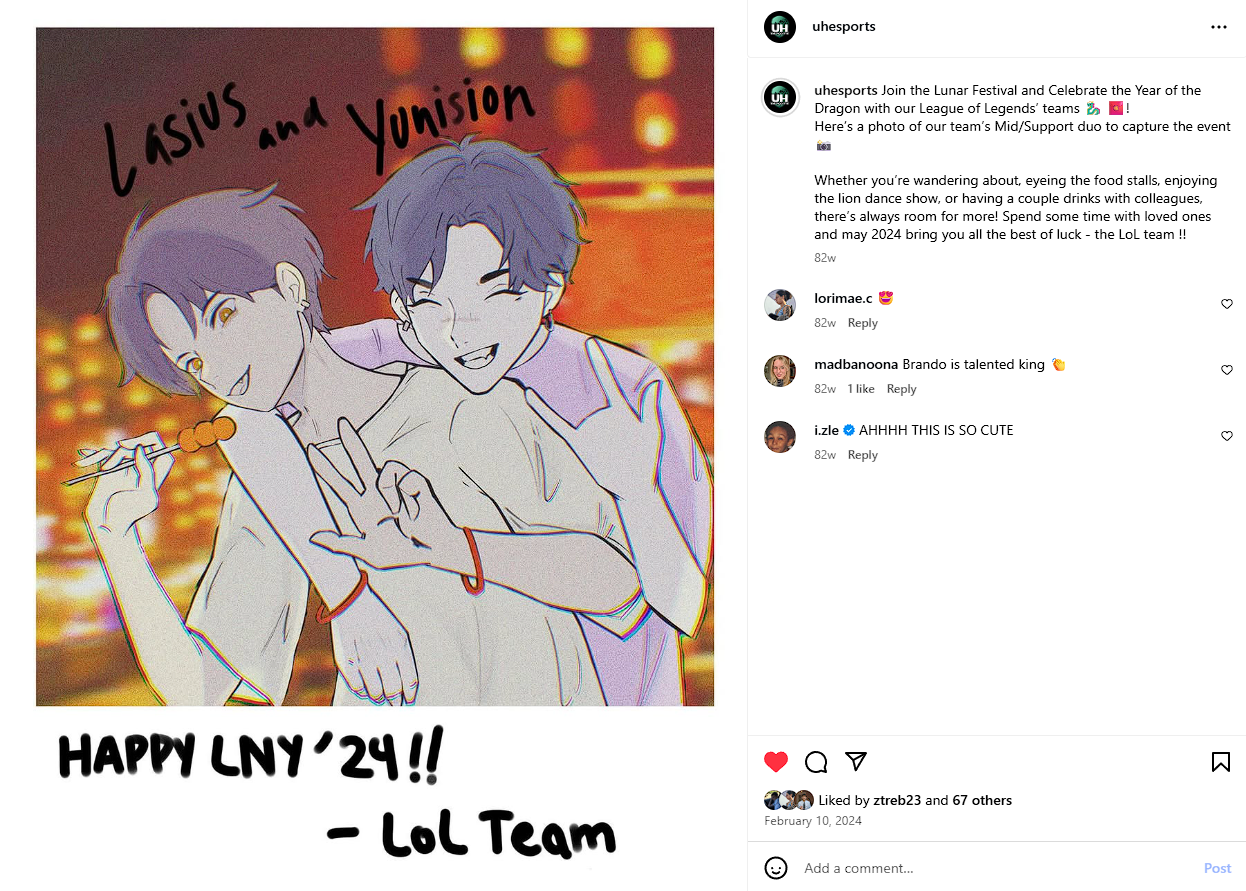 Lasius and Yunision
HAPPY LNY '24!!
- LoL Team
uhesports
uhesports Join the Lunar Festival and Celebrate the Year of the
Dragon with our League of Legends' teams 🐉 🧧!
Here's a photo of our team's Mid/Support duo to capture the event
📸
Whether you're wandering about, eyeing the food stalls, enjoying
the lion dance show, or having a couple drinks with colleagues,
there's always room for more! Spend some time with loved ones
and may 2024 bring you all the best of luck - the LoL team !!
82w
lorimae.c 😍
82w Reply
madbanoona Brando is talented king 👏
82w 1 like Reply
i.zle AHHHH THIS IS SO CUTE
82w Reply
Liked by ztreb23 and 67 others
February 10, 2024
Add a comment... Post
UH
UH